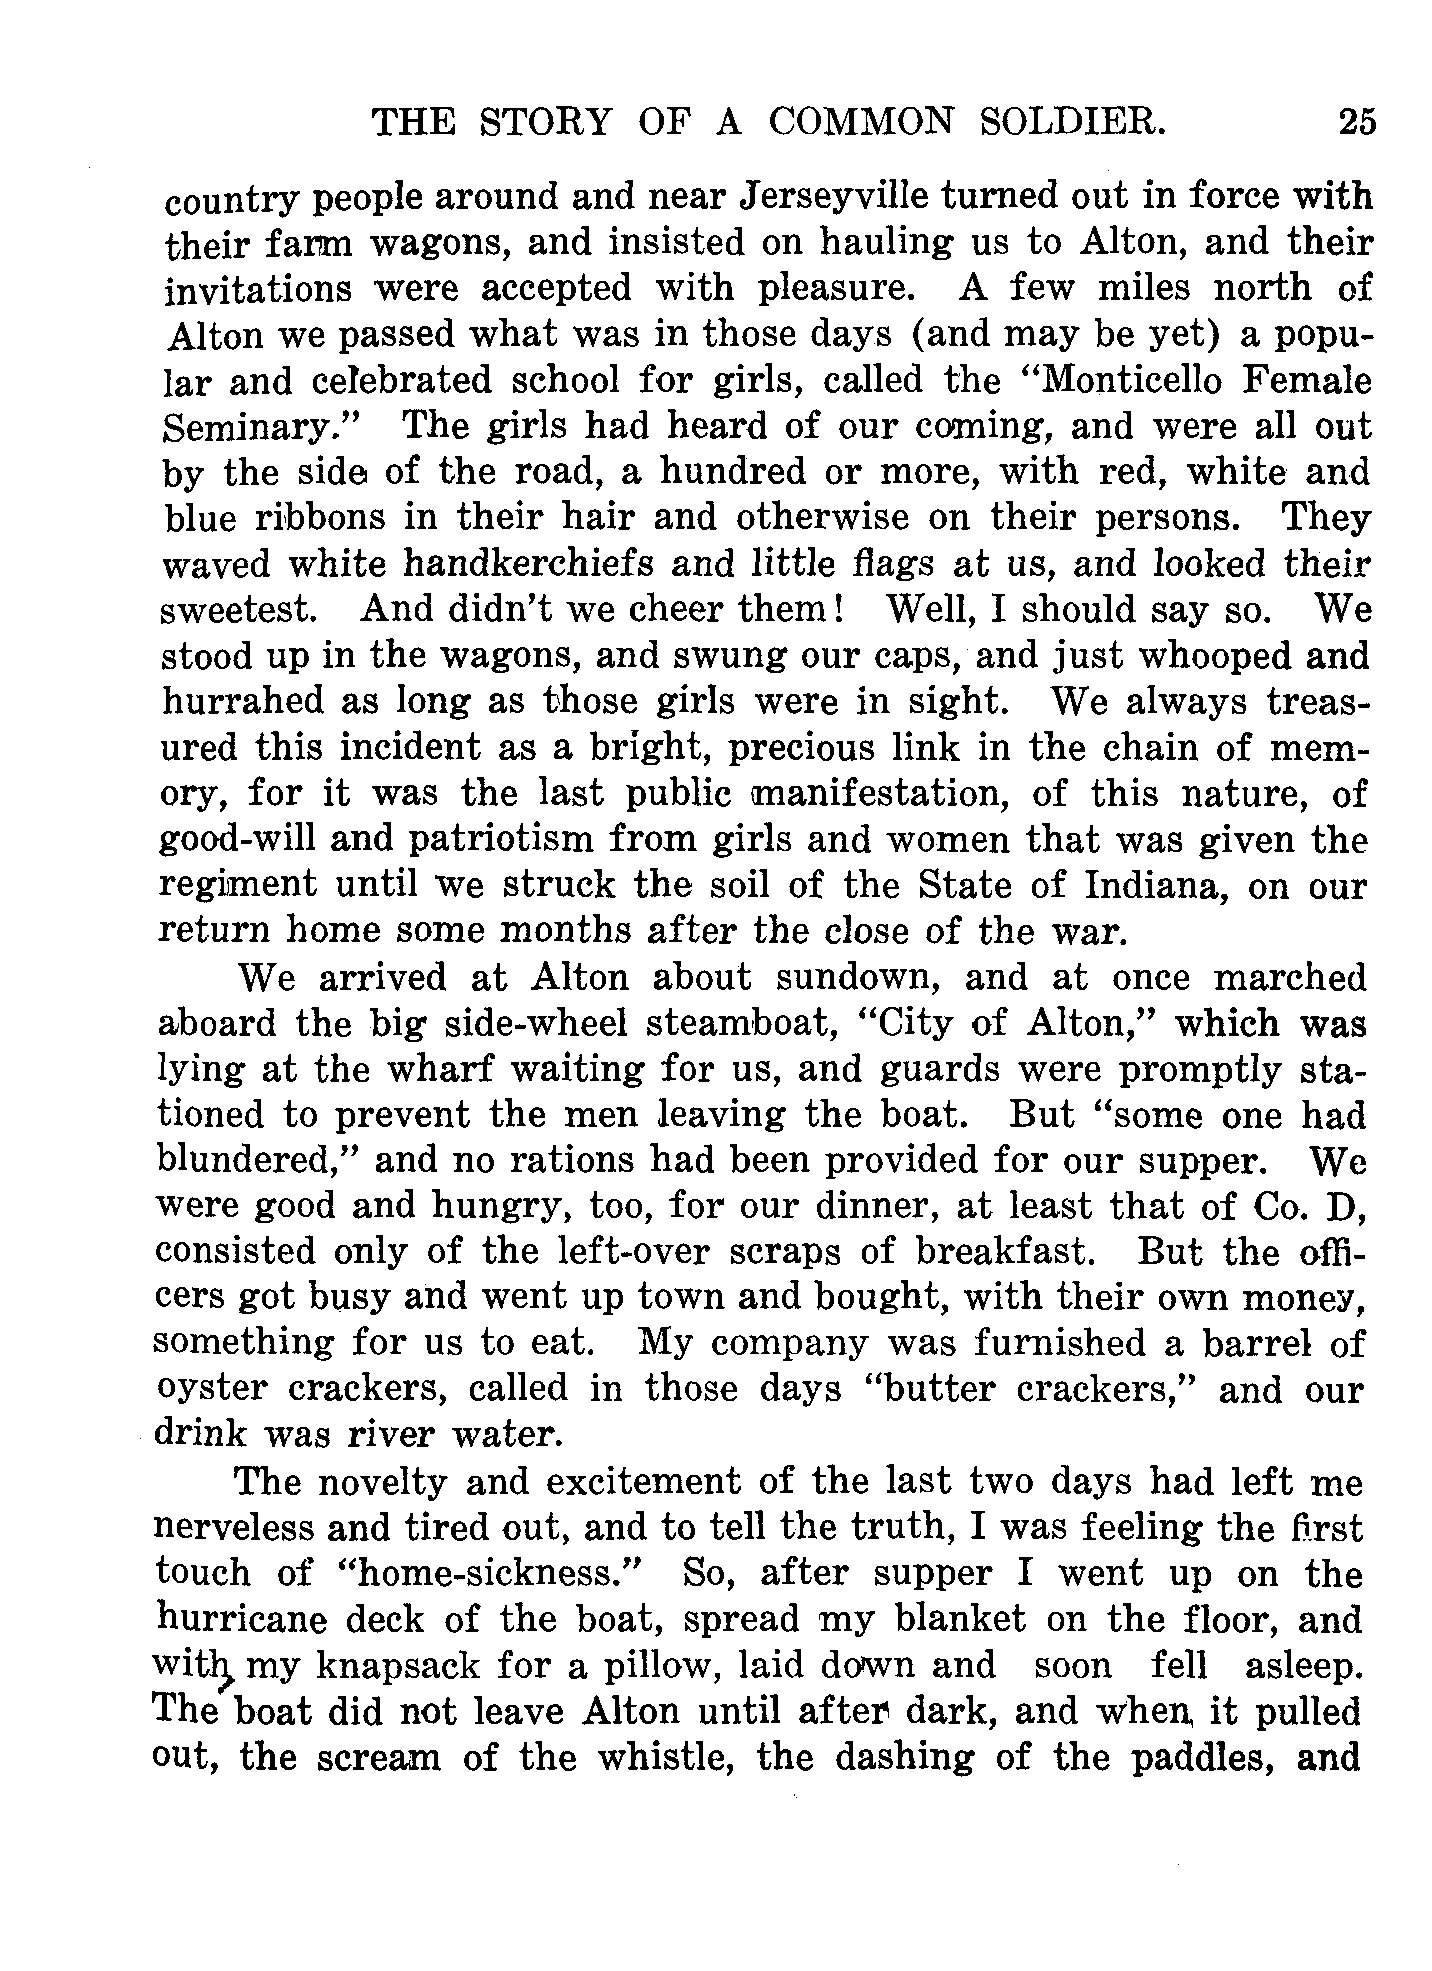 THE STORY OF A COMMON SOLDIER. 25
country people around and near Jerseyville turned out in force with
their farm wagons, and insisted on hauling us to Alton, and their
invitations were accepted with pleasure. A few miles north of
Alton we passed what was in those days (and may be yet) a popu-
lar and celebrated school for girls, called the “Monticello Female
Seminary.” The girls had heard of our coming, and were all out
by the side of the road, a hundred or more, with red, white and
blue ribbons in their hair and otherwise on their persons. They
waved white handkerchiefs and little flags at us, and looked their
sweetest. And didn’t we cheer them! Well, I should say so. We
stood up in the wagons, and swung our caps, and just whooped and
hurrahed as long as those girls were in sight. We always treas-
ured this incident as a bright, precious link in the chain of mem-
ory, for it was the last public manifestation, of this nature, of
good-will and patriotism from girls and women that was given the
regiment until we struck the soil of the State of Indiana, on our
return home some months after the close of the war.
We arrived at Alton about sundown, and at once marched
aboard the big side-wheel steamboat, “City of Alton,” which was
lying at the wharf waiting for us, and guards were promptly sta-
tioned to prevent the men leaving the boat. But “some one had
blundered,” and no rations had been provided for our supper. We
were good and hungry, too, for our dinner, at least that of Co. D,
consisted only of the left-over scraps of breakfast. But the offi-
cers got busy and went up town and bought, with their own money,
something for us to eat. My company was furnished a barrel of
oyster crackers, called in those days “butter crackers,” and our
drink was river water.
The novelty and excitement of the last two days had left me
nerveless and tired out, and to tell the truth, I was feeling the first
touch of “home-sickness.” So, after supper I went up on the
hurricane deck of the boat, spread my blanket on the floor, and
with my knapsack for a pillow, laid down and soon fell asleep.
The boat did not leave Alton until after dark, and when it pulled
out, the scream of the whistle, the dashing of the paddles, and